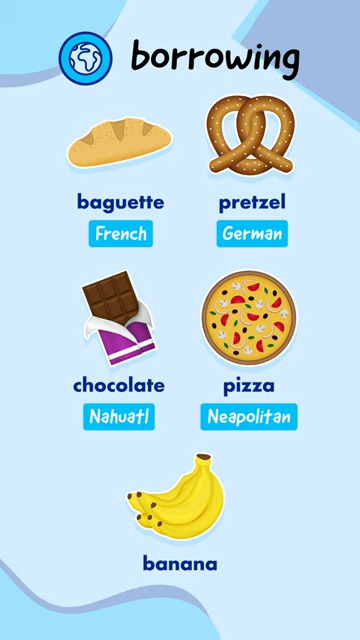 borrowing
baguette
pretzel
French
German
chocolate
pizza
Nahuatl
Neapolitan
banana